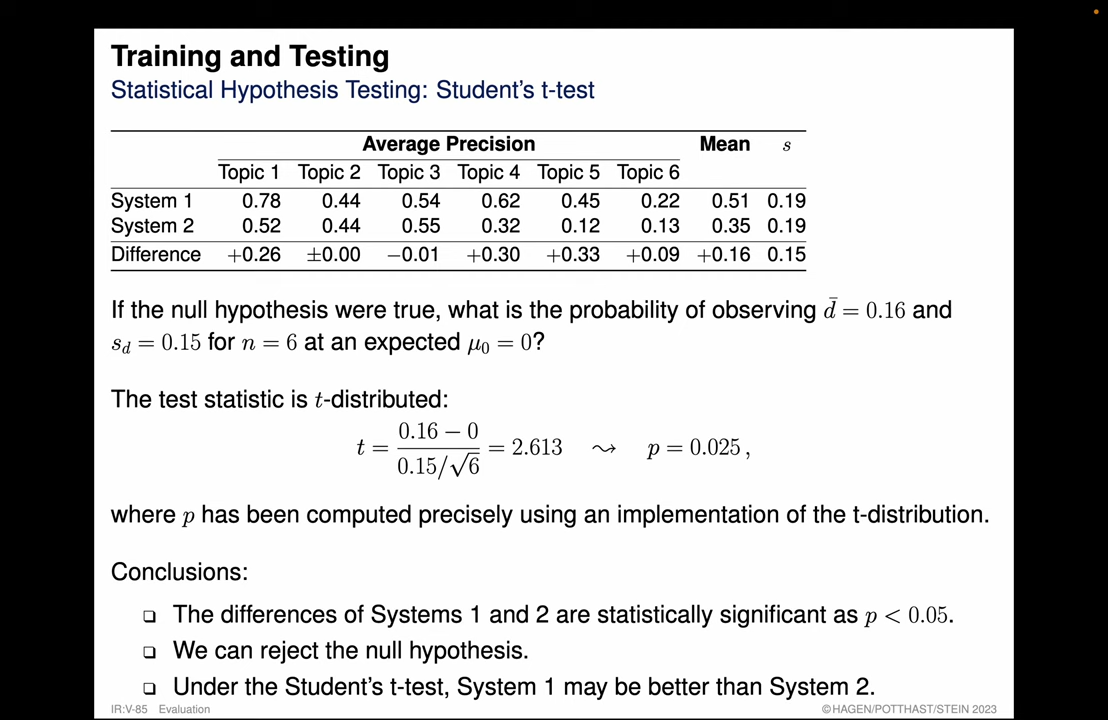 Training and Testing
Statistical Hypothesis Testing: Student's t-test
Average Precision Mean s
Topic 1 Topic 2 Topic 3 Topic 4 Topic 5 Topic 6
System 1 0.78 0.44 0.54 0.62 0.45 0.22 0.51 0.19
System 2 0.52 0.44 0.55 0.32 0.12 0.13 0.35 0.19
Difference +0.26 ±0.00 −0.01 +0.30 +0.33 +0.09 +0.16 0.15
If the null hypothesis were true, what is the probability of observing d̄ = 0.16 and
s_d = 0.15 for n = 6 at an expected μ₀ = 0?
The test statistic is t-distributed:
t = (0.16 − 0)/(0.15/√6) = 2.613 ⤳ p = 0.025,
where p has been computed precisely using an implementation of the t-distribution.
Conclusions:
❑ The differences of Systems 1 and 2 are statistically significant as p < 0.05.
❑ We can reject the null hypothesis.
❑ Under the Student's t-test, System 1 may be better than System 2.
IR:V-85 Evaluation ©HAGEN/POTTHAST/STEIN 2023